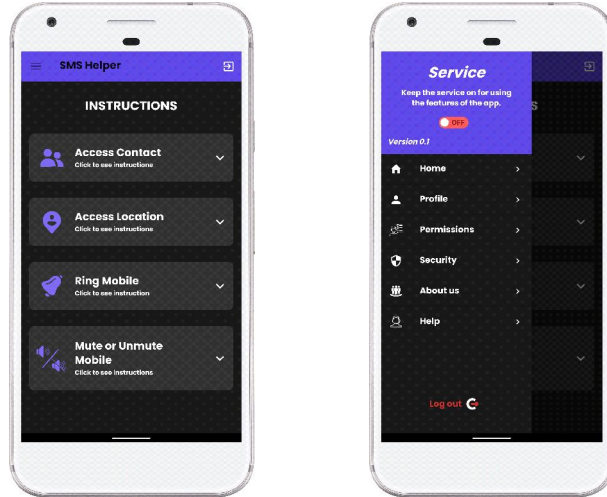 SMS Helper
INSTRUCTIONS
Access Contact
Click to see instructions
Access Location
Click to see instructions
Ring Mobile
Click to see instruction
Mute or Unmute
Mobile
Click to see instructions
Service
Keep the service on for using
the features of the app.
OFF
Version 0.1
S
Home
Profile
Permissions
Security
About us
Help
Log out